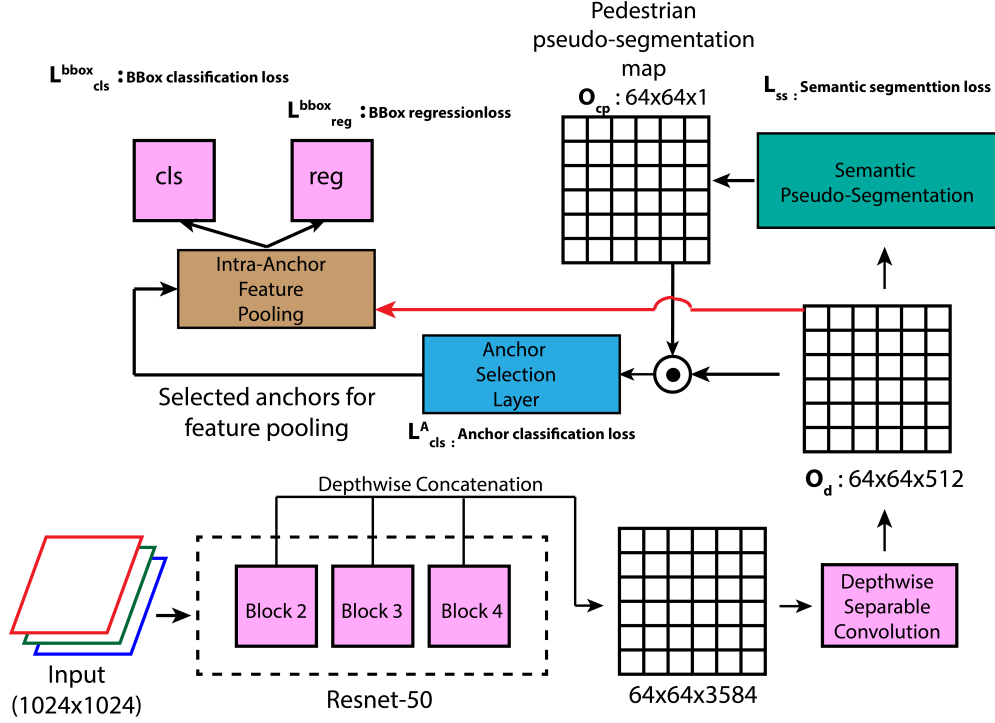 Pedestrian
pseudo-segmentation
map
O_cp : 64x64x1
L^bbox_cls : BBox classification loss
L^bbox_reg : BBox regressionloss
L_ss : Semantic segmenttion loss
cls
reg
Semantic
Pseudo-Segmentation
Intra-Anchor
Feature
Pooling
Anchor
Selection
Layer
Selected anchors for
feature pooling
L^A_cls : Anchor classification loss
O_d : 64x64x512
Depthwise Concatenation
Block 2
Block 3
Block 4
Depthwise
Separable
Convolution
Input
(1024x1024)
Resnet-50
64x64x3584